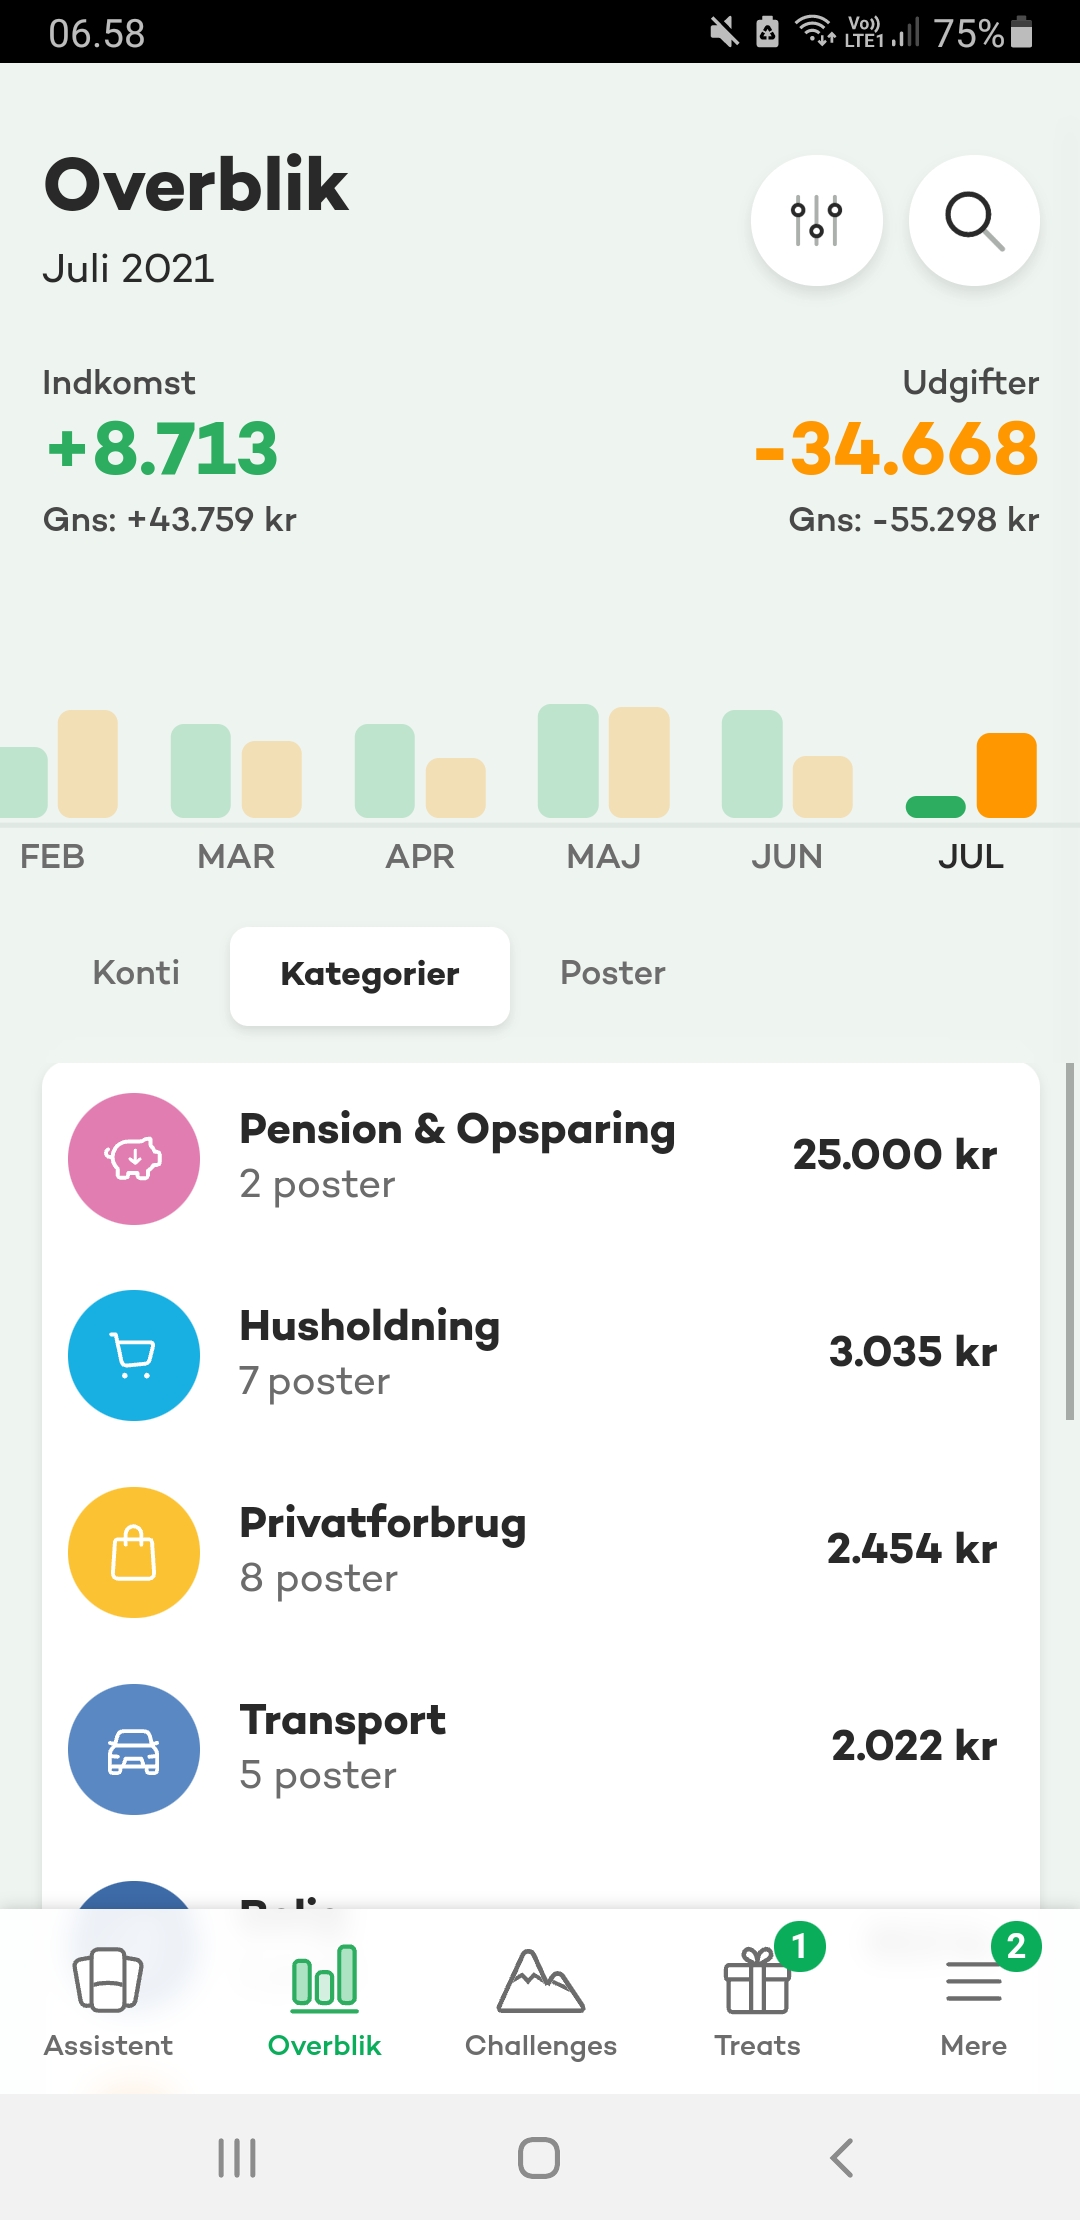 06.58
Vo)) LTE1 75%
Overblik
Juli 2021
Indkomst Udgifter
+8.713 -34.668
Gns: +43.759 kr Gns: -55.298 kr
FEB MAR APR MAJ JUN JUL
Konti Kategorier Poster
Pension & Opsparing
2 poster
25.000 kr
Husholdning
7 poster
3.035 kr
Privatforbrug
8 poster
2.454 kr
Transport
5 poster
2.022 kr
1 2
Assistent Overblik Challenges Treats Mere